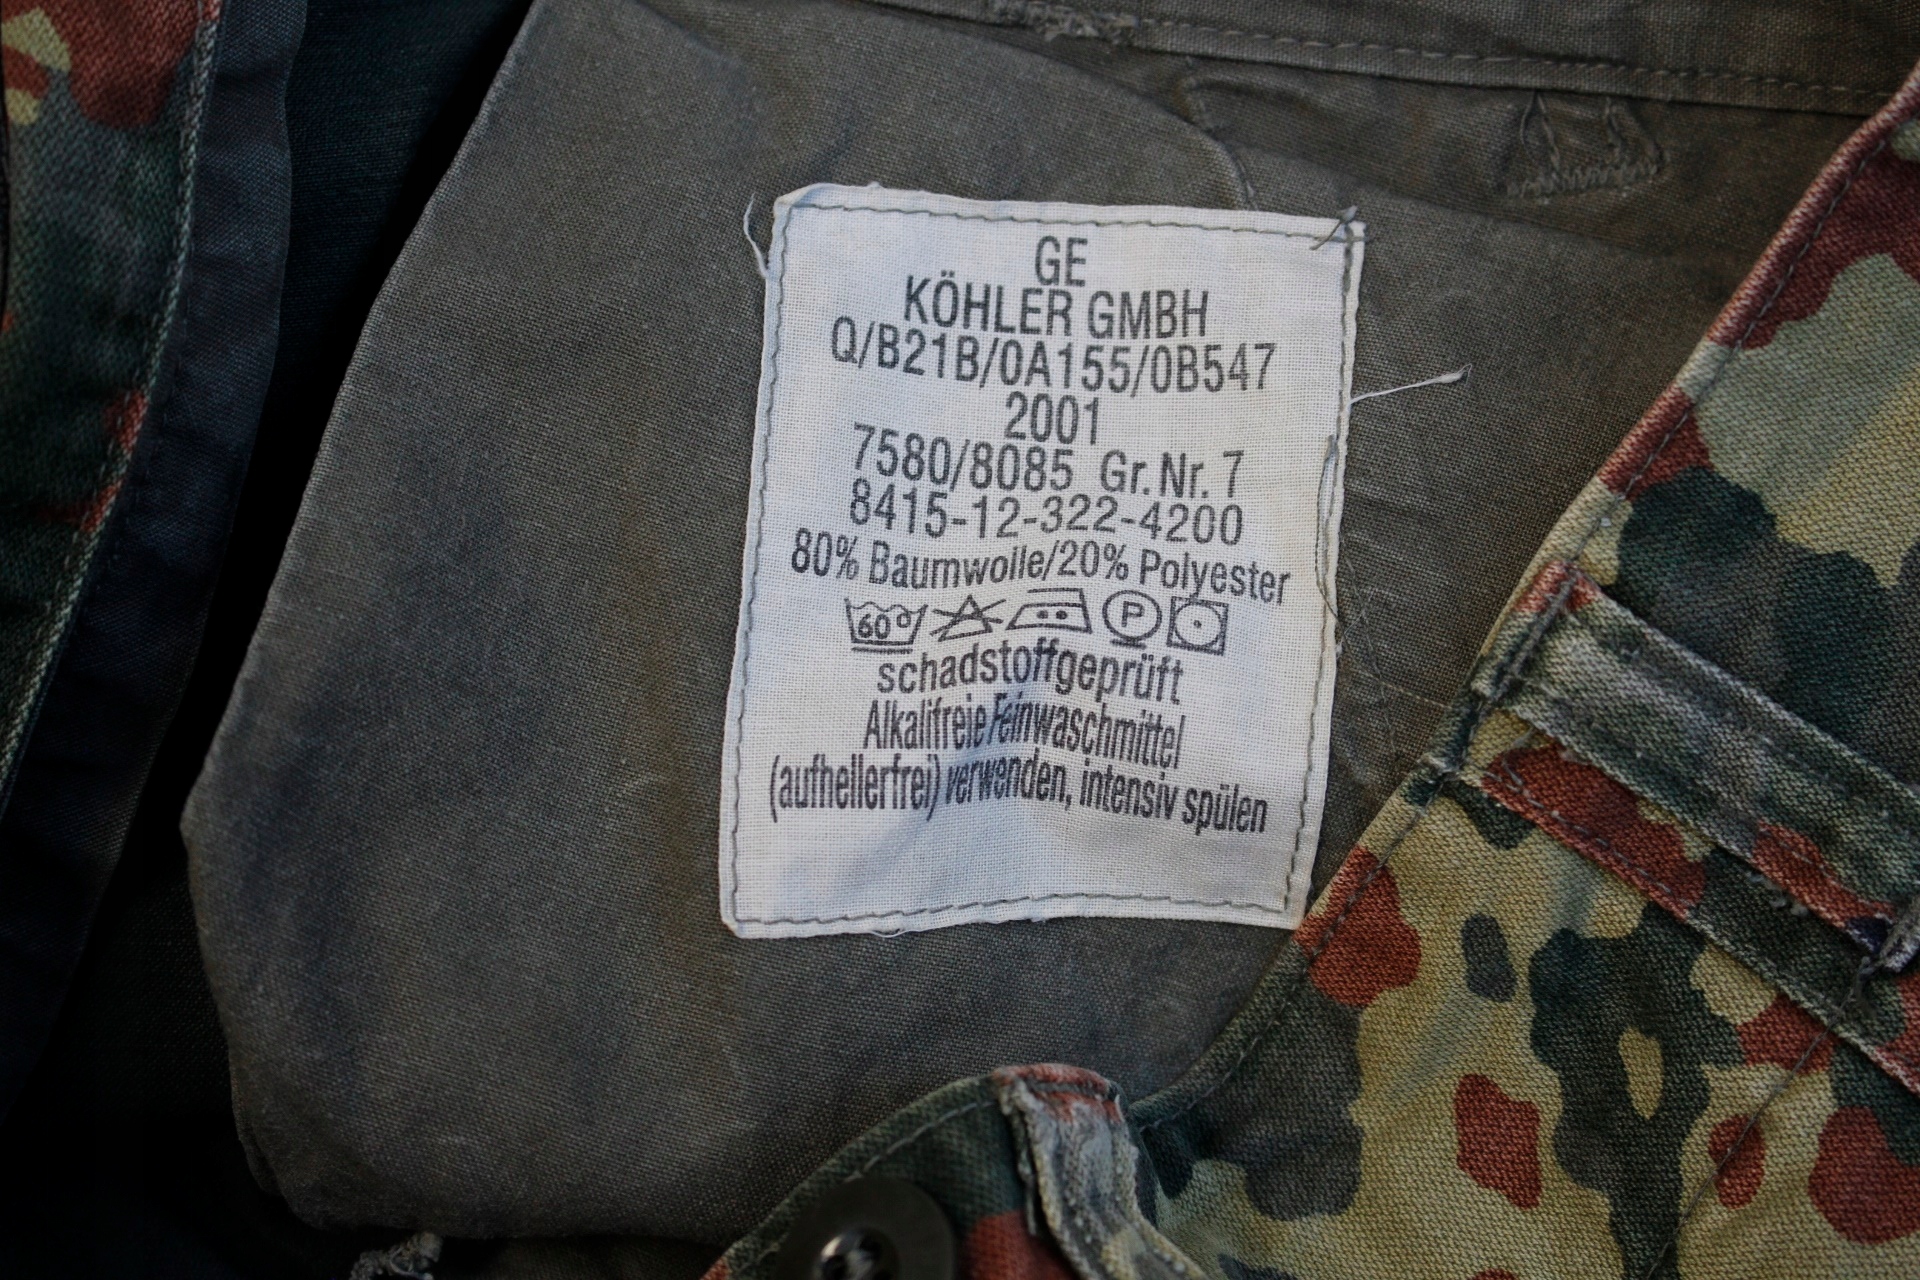 GE
KÖHLER GMBH
Q/B21B/0A155/0B547
2001
7580/8085 Gr. Nr. 7
8415-12-322-4200
80% Baumwolle/20% Polyester
60° P
schadstoffgeprüft
Alkalifreie Feinwaschmittel
(aufhellerfrei) verwenden, intensiv spülen